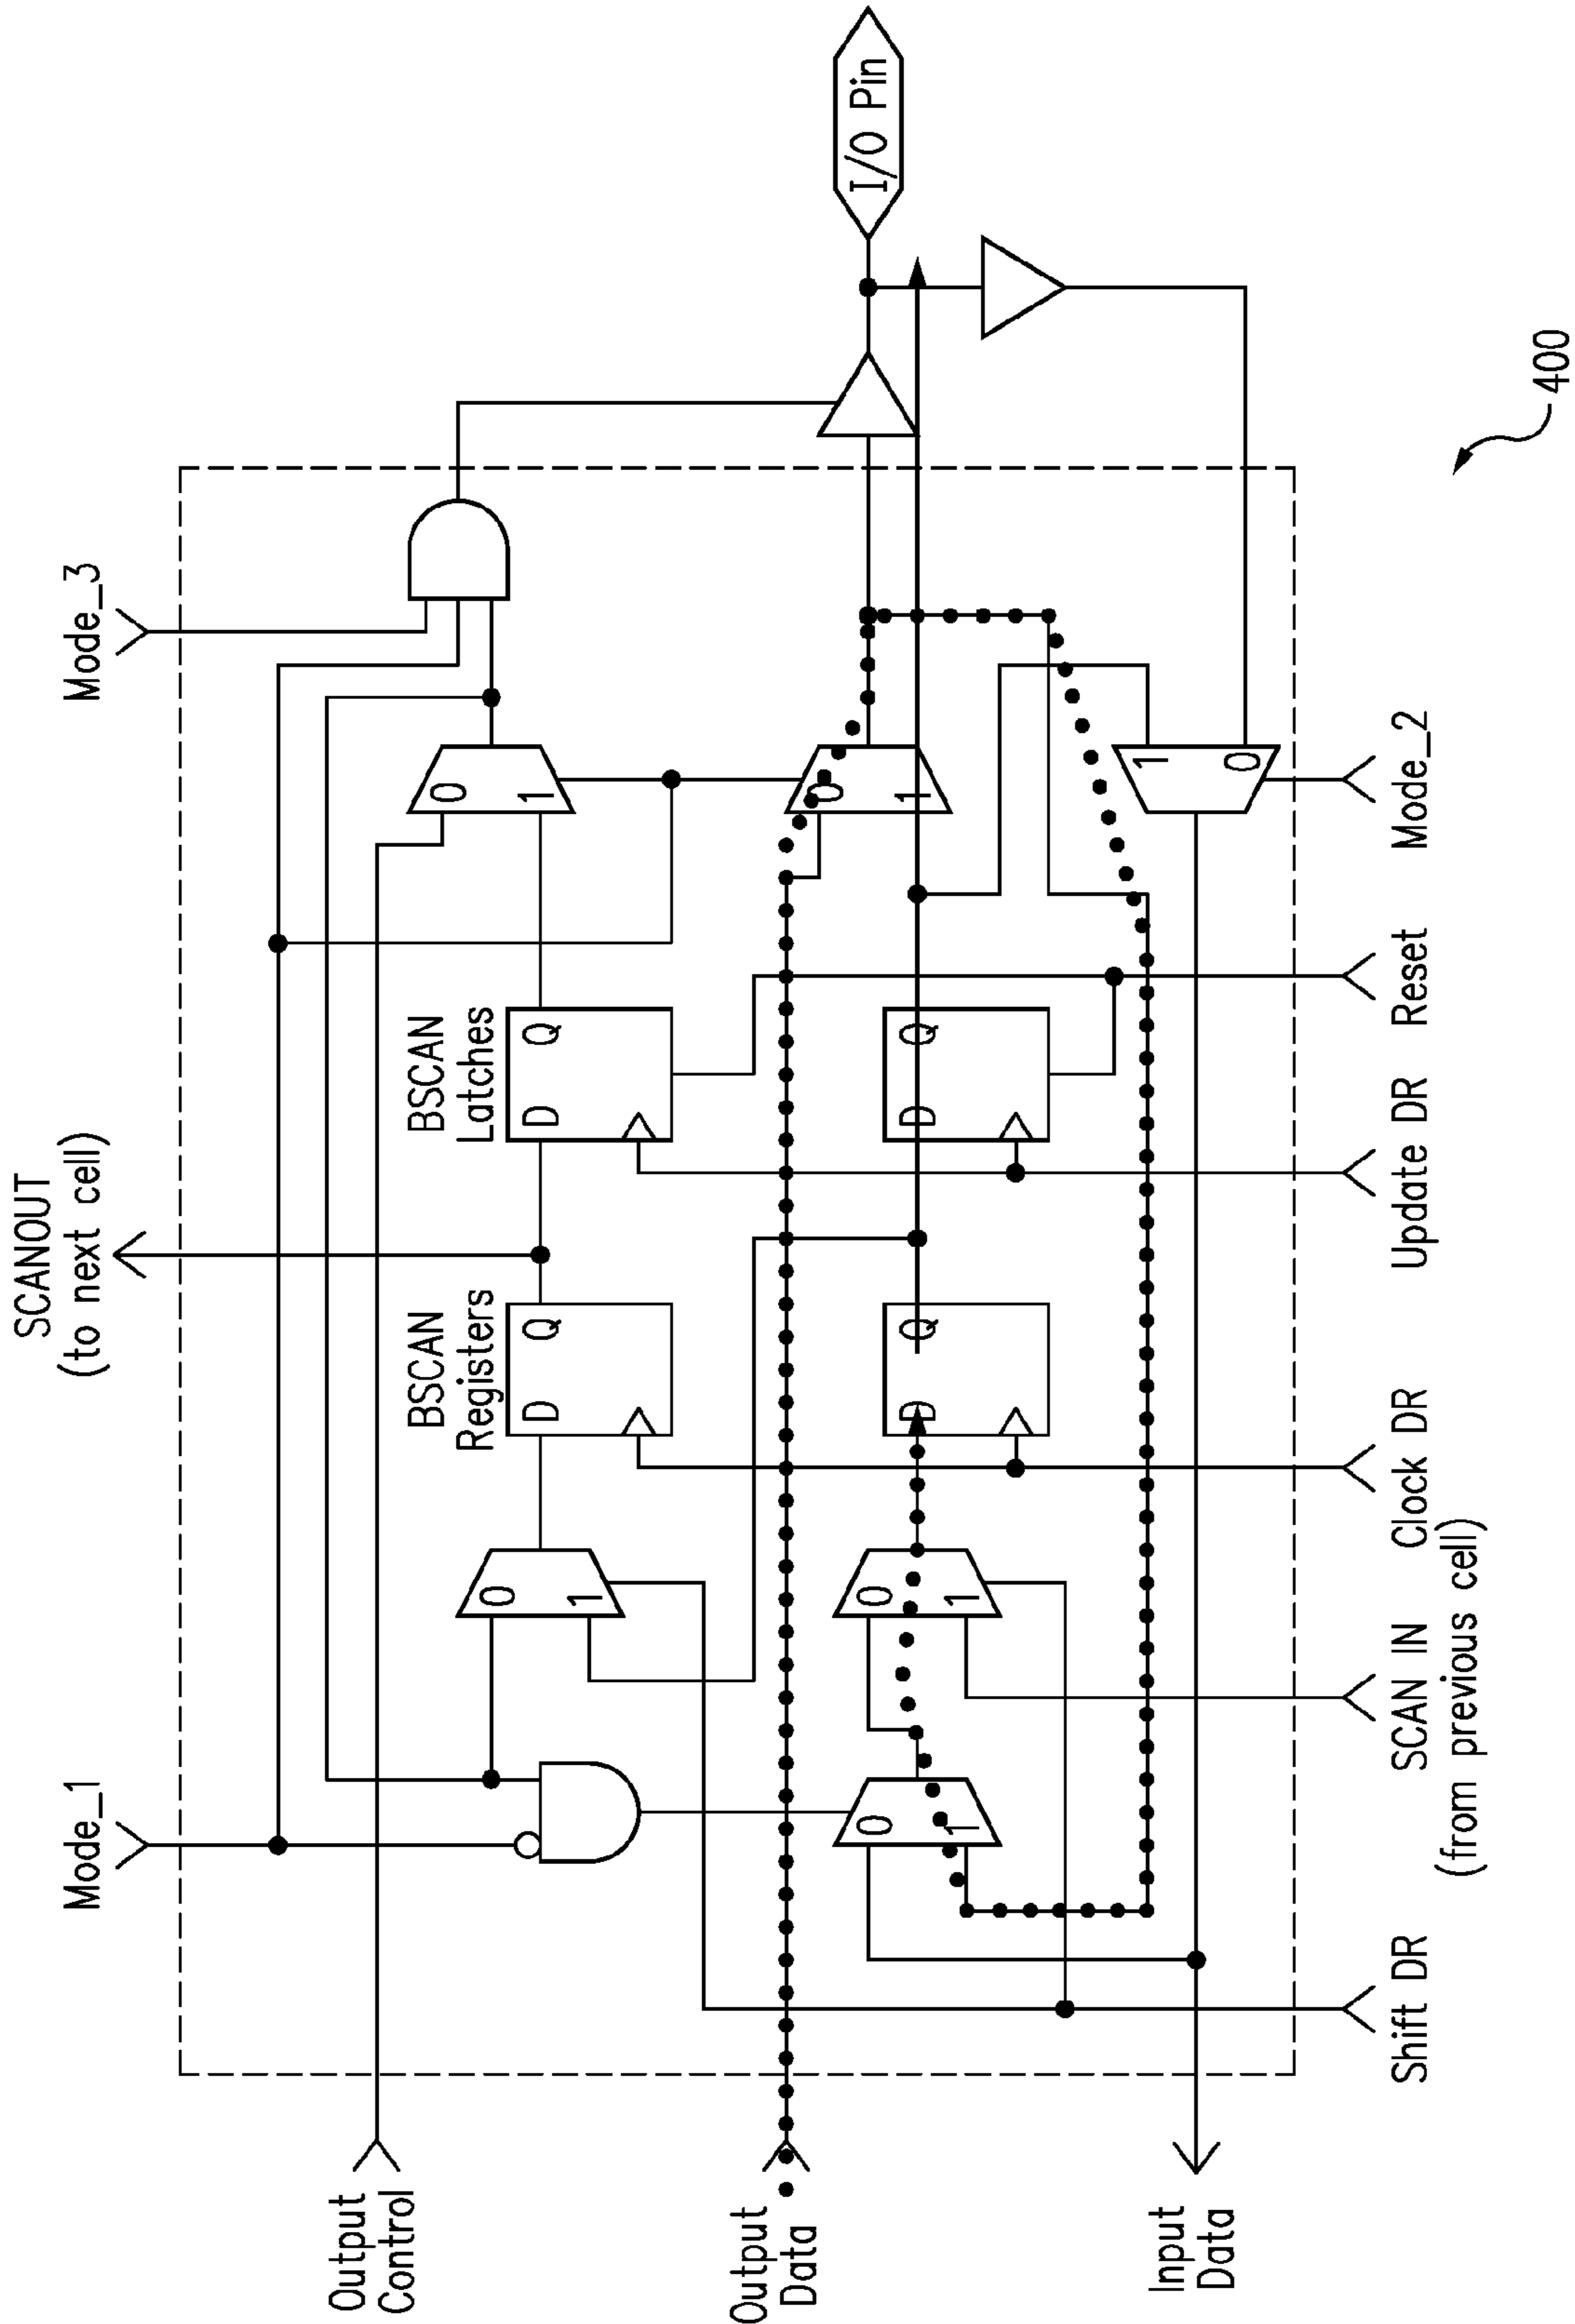 Mode_1
SCANOUT
(to next cell)
Mode_3
Output
Control
0
1
BSCAN
Registers
D
Q
BSCAN
Latches
D
Q
0
1
Output
Data
0
1
0
1
D
Q
D
Q
0
1
I/O Pin
Input
Data
1
0
Shift DR
SCAN IN
(from previous cell)
Clock DR
Update DR
Reset
Mode_2
400